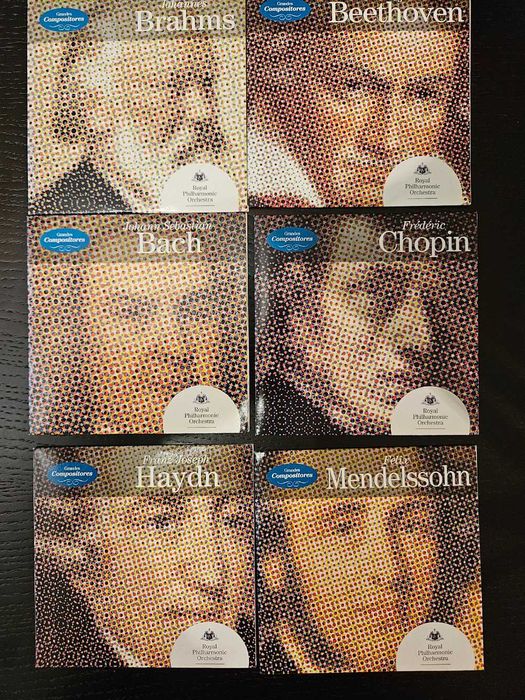 Grandes
Compositores
Johannes
Brahms
Royal
Philharmonic
Orchestra
Grandes
Compositores
Beethoven
Royal
Philharmonic
Orchestra
Grandes
Compositores
Johann Sebastian
Bach
Royal
Philharmonic
Orchestra
Grandes
Compositores
Frédéric
Chopin
Royal
Philharmonic
Orchestra
Grandes
Compositores
Franz Joseph
Haydn
Royal
Philharmonic
Orchestra
Grandes
Compositores
Felix
Mendelssohn
Royal
Philharmonic
Orchestra